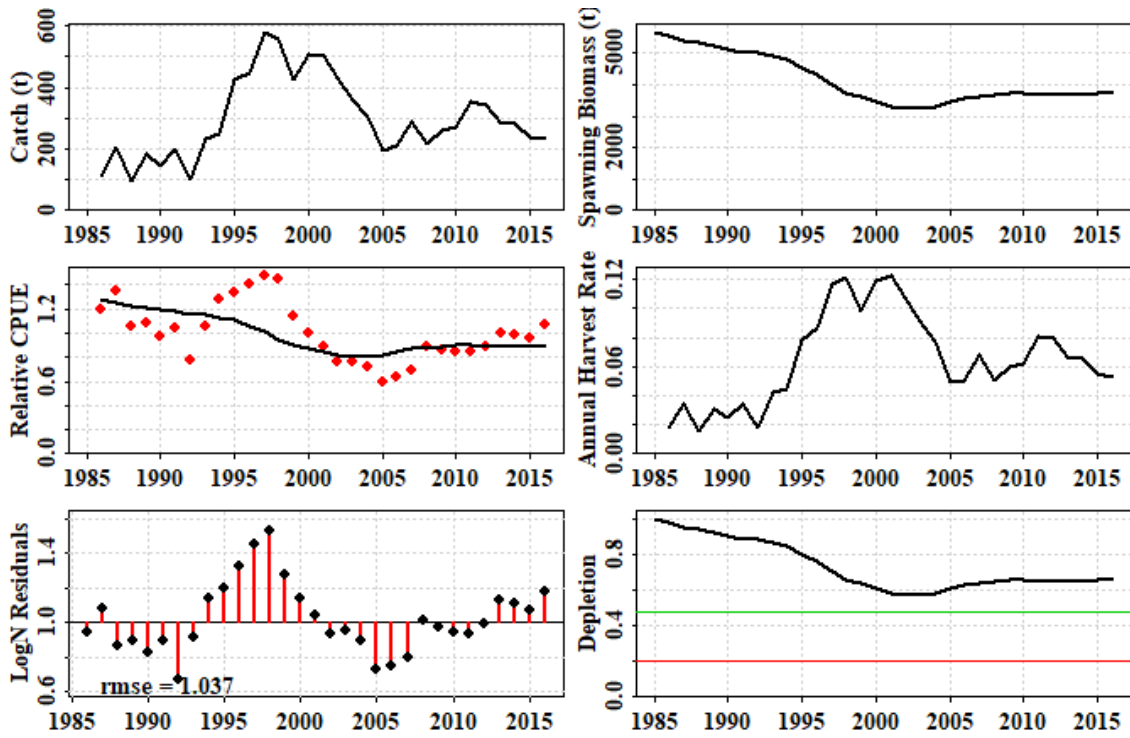 Catch (t)
0 200 400 600
1985 1990 1995 2000 2005 2010 2015
Spawning Biomass (t)
0 2000 5000
1985 1990 1995 2000 2005 2010 2015
Relative CPUE
0.0 0.6 1.2
1985 1990 1995 2000 2005 2010 2015
Annual Harvest Rate
0.00 0.06 0.12
1985 1990 1995 2000 2005 2010 2015
LogN Residuals
0.6 1.0 1.4
rmse = 1.037
1985 1990 1995 2000 2005 2010 2015
Depletion
0.0 0.4 0.8
1985 1990 1995 2000 2005 2010 2015